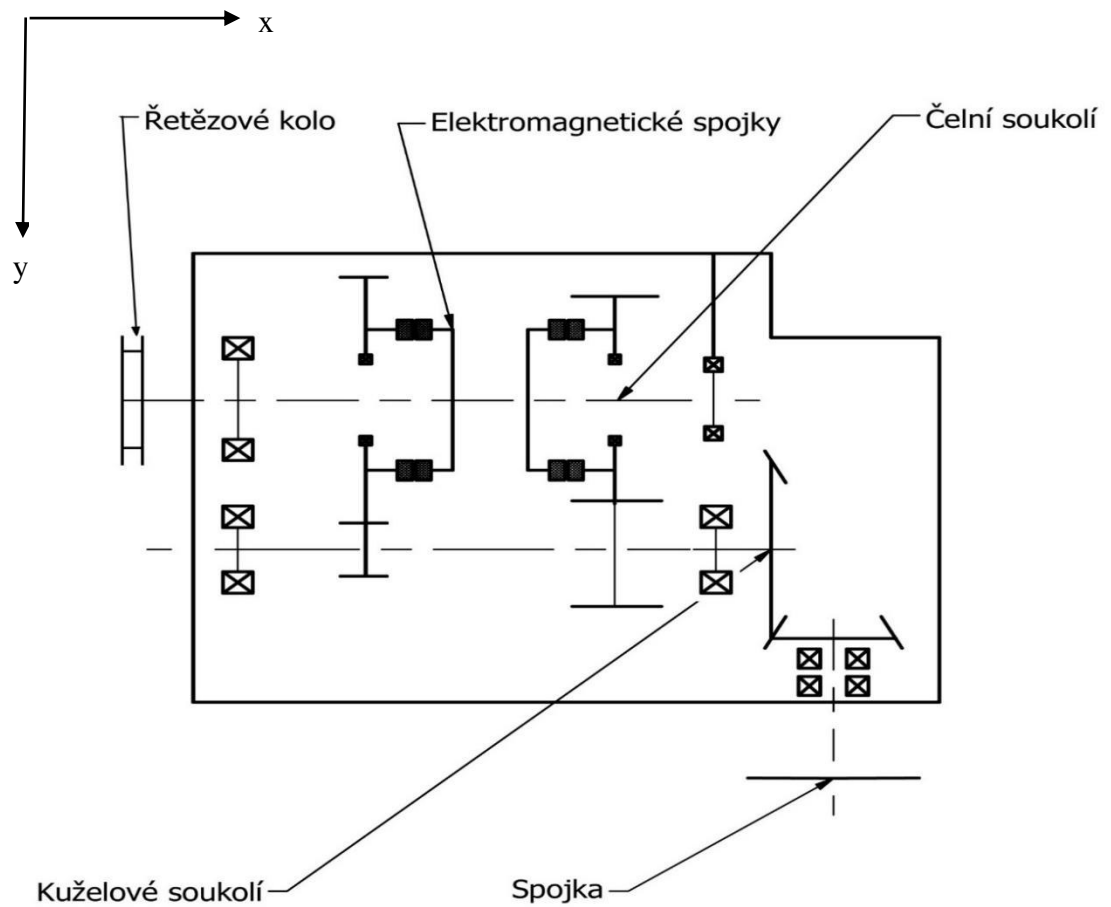 x
Řetězové kolo
Elektromagnetické spojky
Čelní soukolí
y
Kuželové soukolí
Spojka